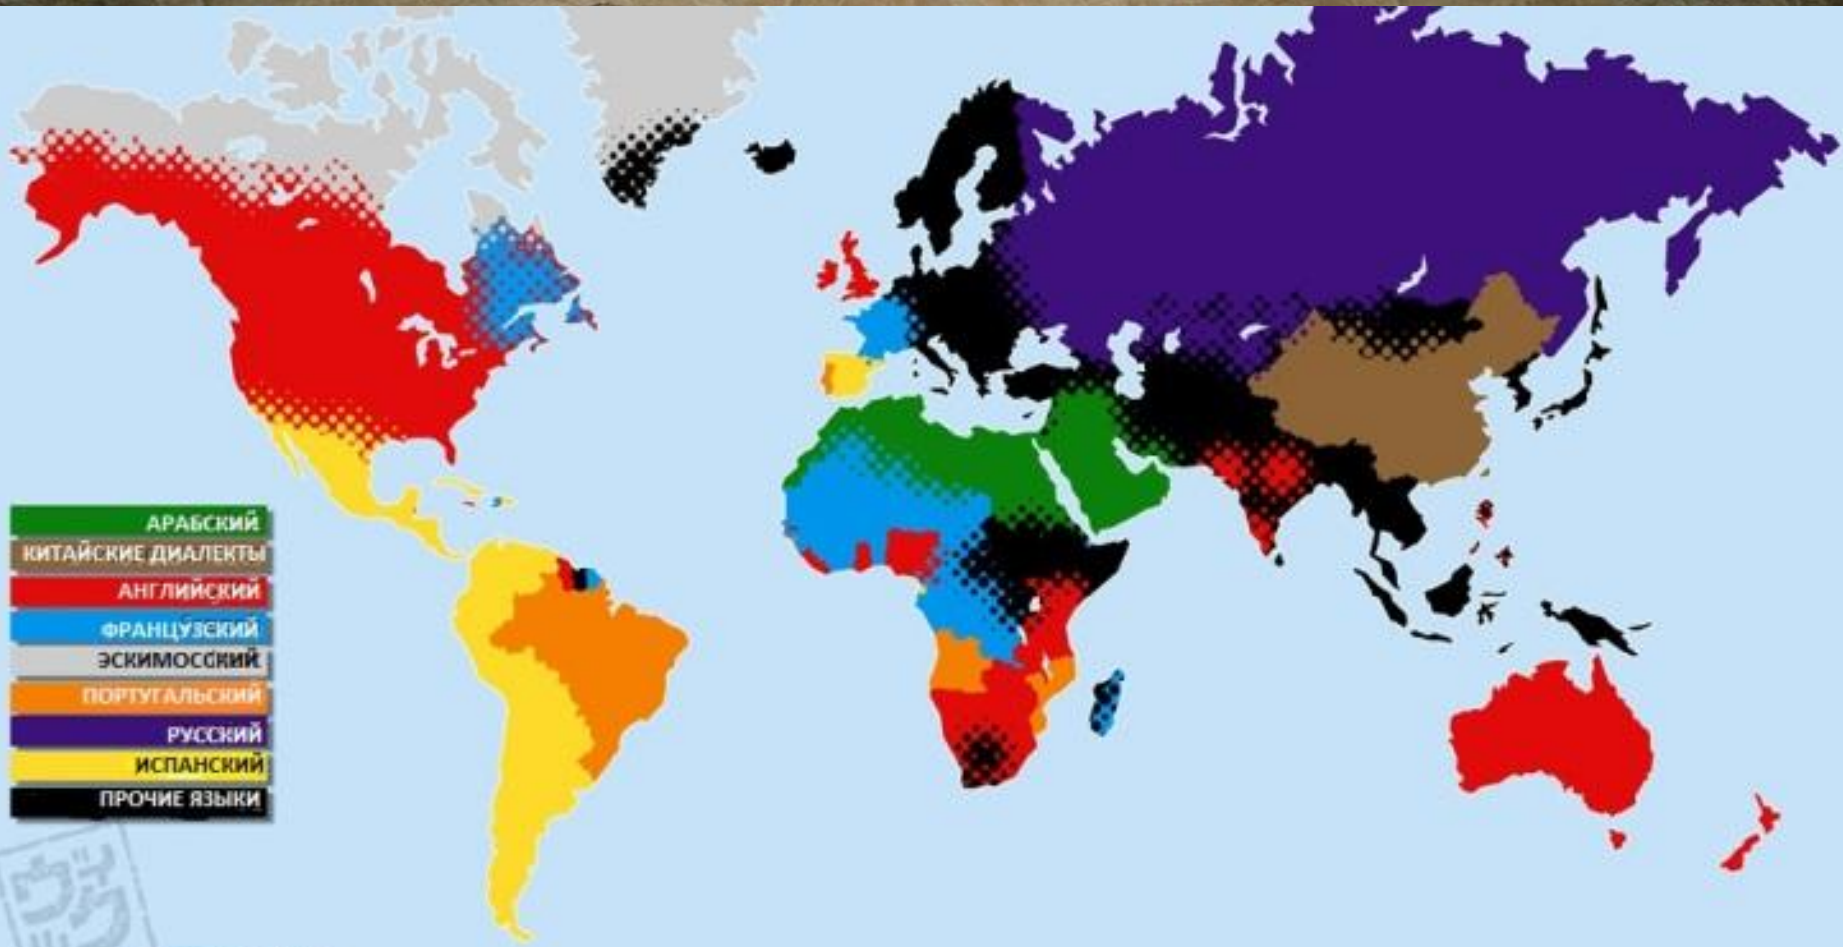 АРАБСКИЙ
КИТАЙСКИЕ ДИАЛЕКТЫ
АНГЛИЙСКИЙ
ФРАНЦУЗСКИЙ
ЭСКИМОССКИЙ
ПОРТУГАЛЬСКИЙ
РУССКИЙ
ИСПАНСКИЙ
ПРОЧИЕ ЯЗЫКИ